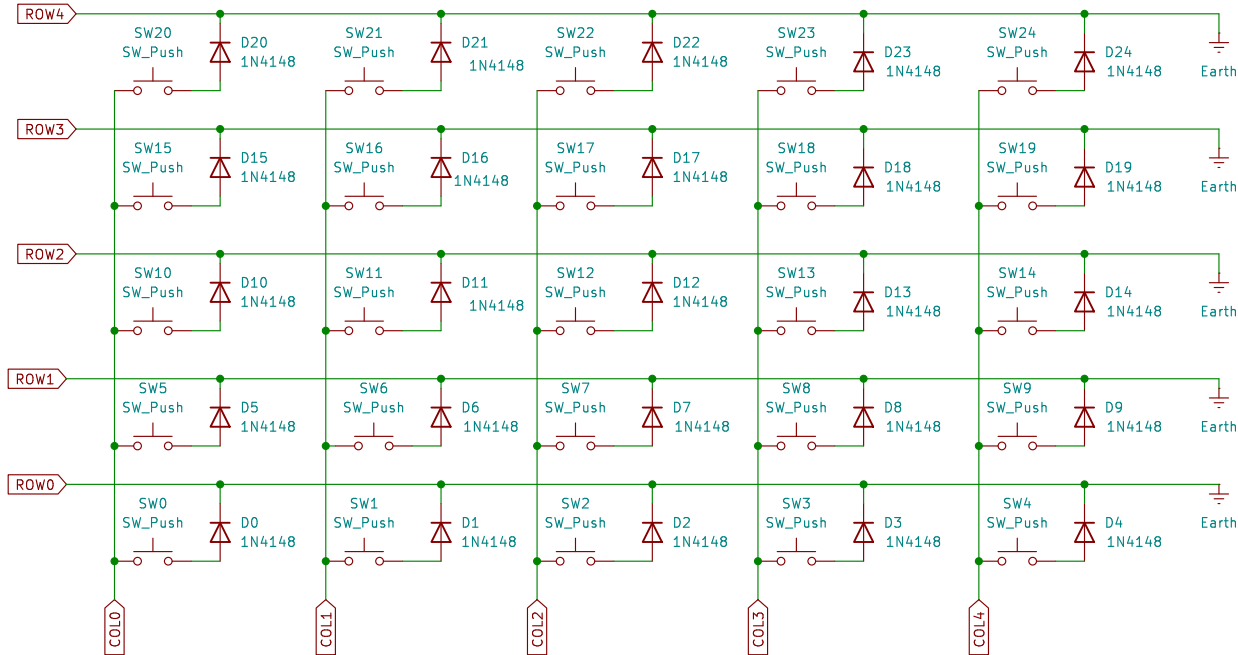 ROW4
SW20 SW21 SW22 SW23 SW24
SW_Push D20 SW_Push D21 SW_Push D22 SW_Push D23 SW_Push D24
1N4148 1N4148 1N4148 1N4148 1N4148 Earth
ROW3
SW15 SW16 SW17 SW18 SW19
SW_Push D15 SW_Push D16 SW_Push D17 SW_Push D18 SW_Push D19
1N4148 1N4148 1N4148 1N4148 1N4148 Earth
ROW2
SW10 SW11 SW12 SW13 SW14
SW_Push D10 SW_Push D11 SW_Push D12 SW_Push D13 SW_Push D14
1N4148 1N4148 1N4148 1N4148 1N4148 Earth
ROW1
SW5 SW6 SW7 SW8 SW9
SW_Push D5 SW_Push D6 SW_Push D7 SW_Push D8 SW_Push D9
1N4148 1N4148 1N4148 1N4148 1N4148 Earth
ROW0
SW0 SW1 SW2 SW3 SW4
SW_Push D0 SW_Push D1 SW_Push D2 SW_Push D3 SW_Push D4 Earth
1N4148 1N4148 1N4148 1N4148 1N4148
COL0 COL1 COL2 COL3 COL4